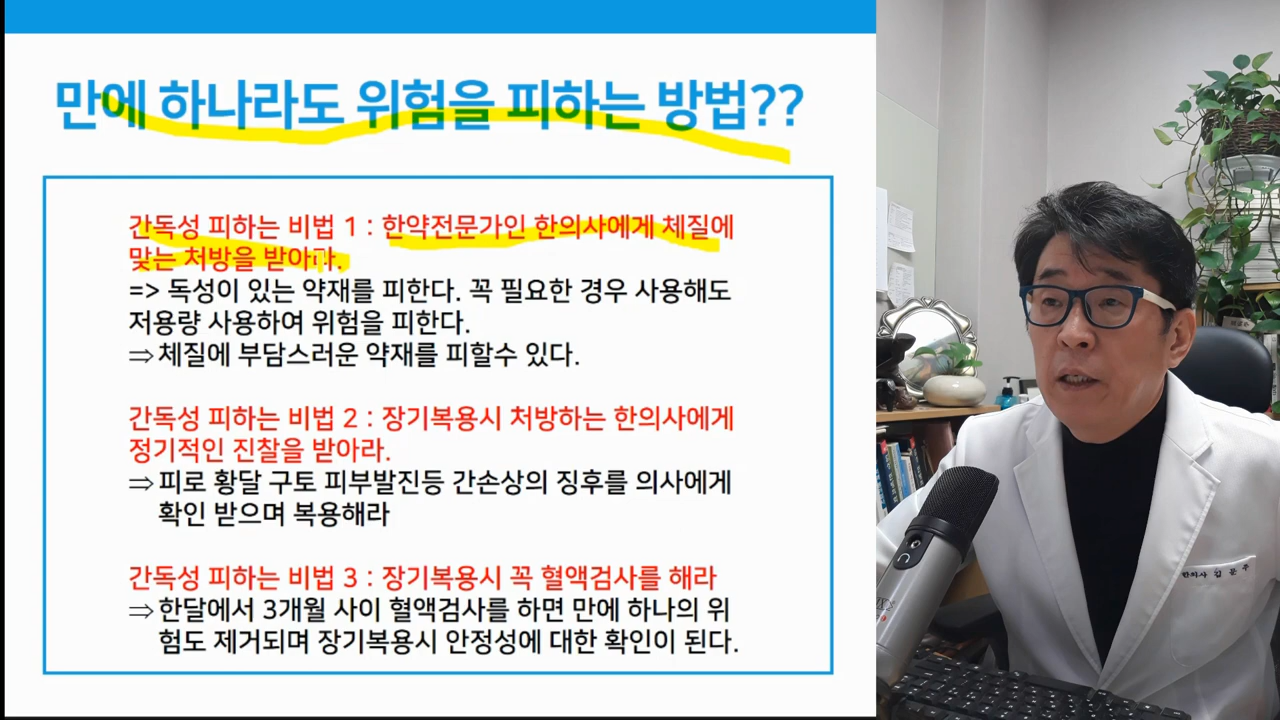 만에 하나라도 위험을 피하는 방법??
간독성 피하는 비법 1 : 한약전문가인 한의사에게 체질에
맞는 처방을 받아라.
=> 독성이 있는 약재를 피한다. 꼭 필요한 경우 사용해도
저용량 사용하여 위험을 피한다.
⇒ 체질에 부담스러운 약재를 피할수 있다.
간독성 피하는 비법 2 : 장기복용시 처방하는 한의사에게
정기적인 진찰을 받아라.
⇒ 피로 황달 구토 피부발진등 간손상의 징후를 의사에게
확인 받으며 복용해라
간독성 피하는 비법 3 : 장기복용시 꼭 혈액검사를 해라
⇒ 한달에서 3개월 사이 혈액검사를 하면 만에 하나의 위
험도 제거되며 장기복용시 안정성에 대한 확인이 된다.
한의사 김문수